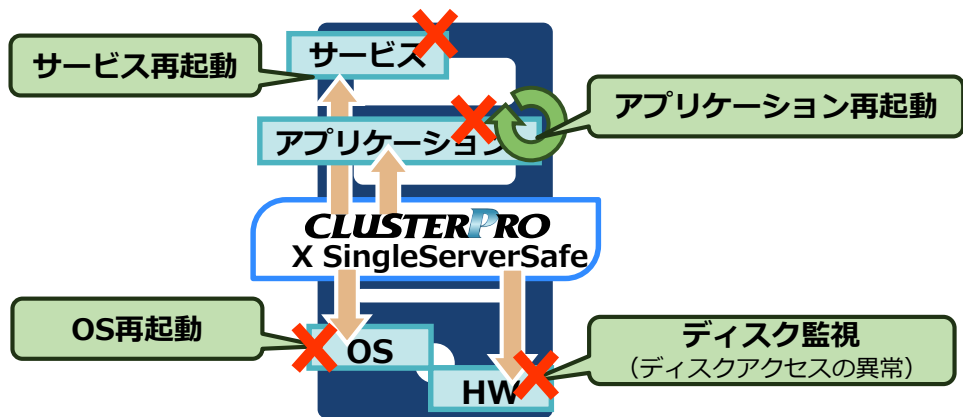 サービス
サービス再起動
アプリケーション
アプリケーション再起動
CLUSTERPRO
X SingleServerSafe
OS再起動
OS
ディスク監視
（ディスクアクセスの異常）
HW